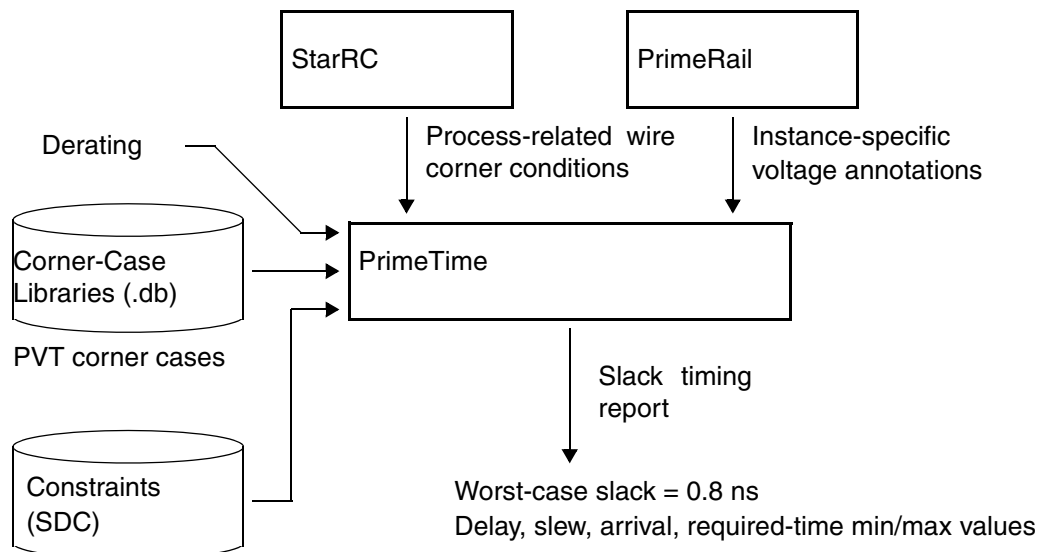 StarRC
PrimeRail
Derating
Process-related wire
corner conditions
Instance-specific
voltage annotations
Corner-Case
Libraries (.db)
PrimeTime
PVT corner cases
Slack timing
report
Constraints
(SDC)
Worst-case slack = 0.8 ns
Delay, slew, arrival, required-time min/max values